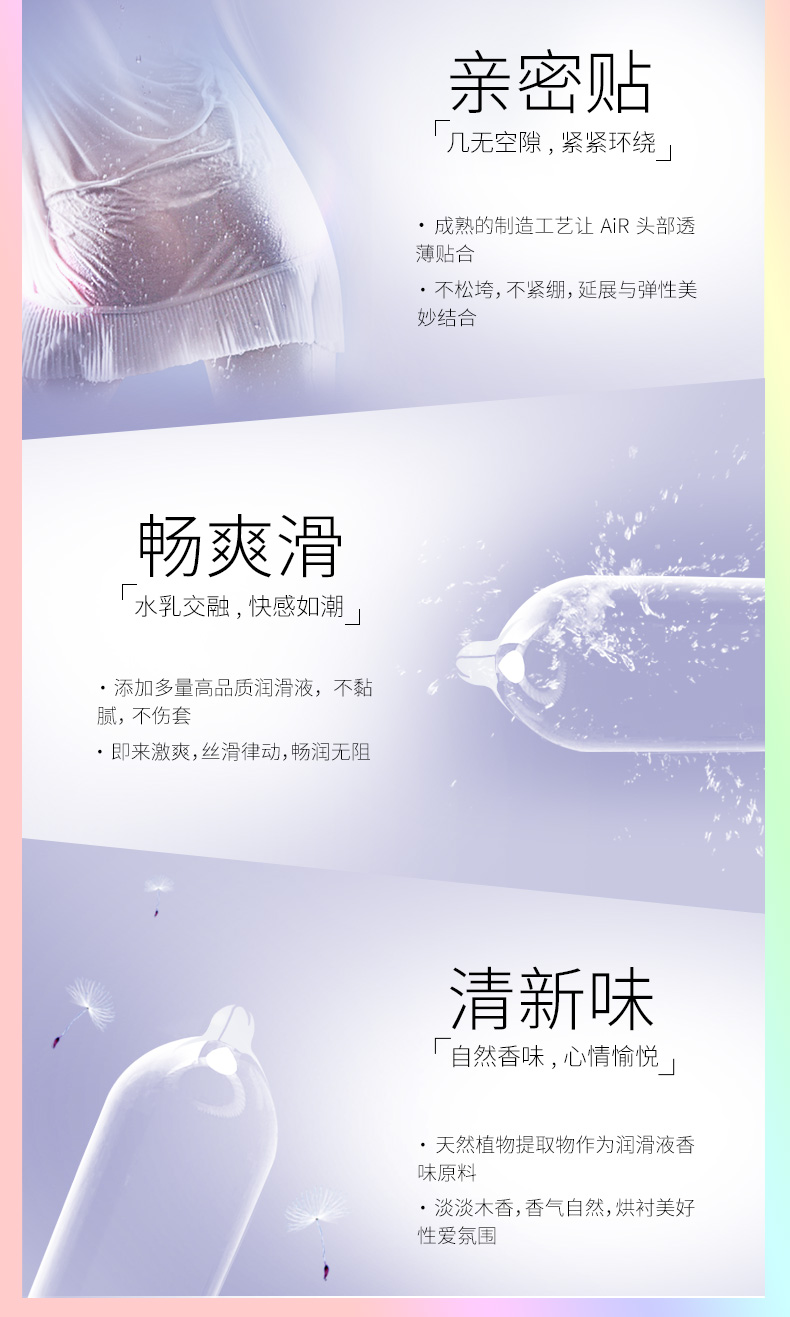 亲密贴
「几无空隙，紧紧环绕」
· 成熟的制造工艺让 AiR 头部透
薄贴合
· 不松垮，不紧绷，延展与弹性美
妙结合
畅爽滑
「水乳交融，快感如潮」
· 添加多量高品质润滑液，不黏
腻，不伤套
· 即来激爽，丝滑律动，畅润无阻
清新味
「自然香味，心情愉悦」
· 天然植物提取物作为润滑液香
味原料
· 淡淡木香，香气自然，烘衬美好
性爱氛围